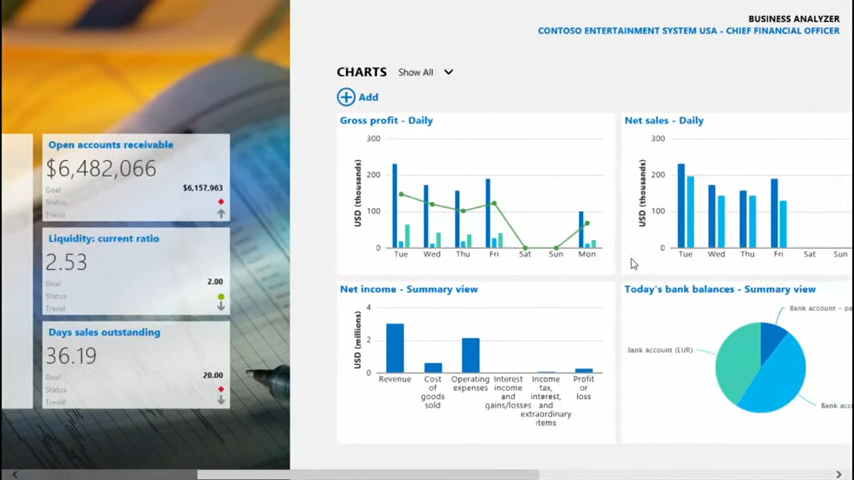 BUSINESS ANALYZER
CONTOSO ENTERTAINMENT SYSTEM USA - CHIEF FINANCIAL OFFICER
CHARTS Show All
Add
Open accounts receivable
$6,482,066
Goal $6,157,963
Status
Trend
Liquidity: current ratio
2.53
Goal 2.00
Status
Trend
Days sales outstanding
36.19
Goal 20.00
Status
Trend
Gross profit - Daily
USD (thousands)
300
200
100
0
Tue Wed Thu Fri Sat Sun Mon
Net sales - Daily
USD (thousands)
300
200
100
0
Tue Wed Thu Fri Sat Sun
Net income - Summary view
USD (millions)
4
2
0
Revenue
Cost
of
goods
sold
Operating
expenses
Interest
income
and
gains/losses
Income
tax,
interest,
and
extraordinary
items
Profit
or
loss
Today's bank balances - Summary view
Bank account - pa
Bank account (EUR)
Bank acco